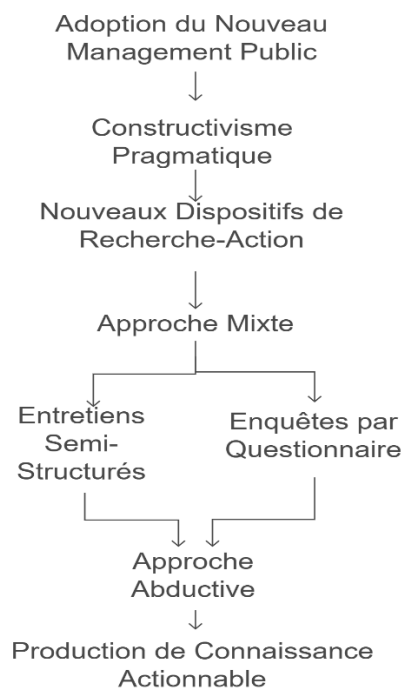 Adoption du Nouveau
Management Public
Constructivisme
Pragmatique
Nouveaux Dispositifs de
Recherche-Action
Approche Mixte
Entretiens
Semi-
Structurés
Enquêtes par
Questionnaire
Approche
Abductive
Production de Connaissance
Actionnable